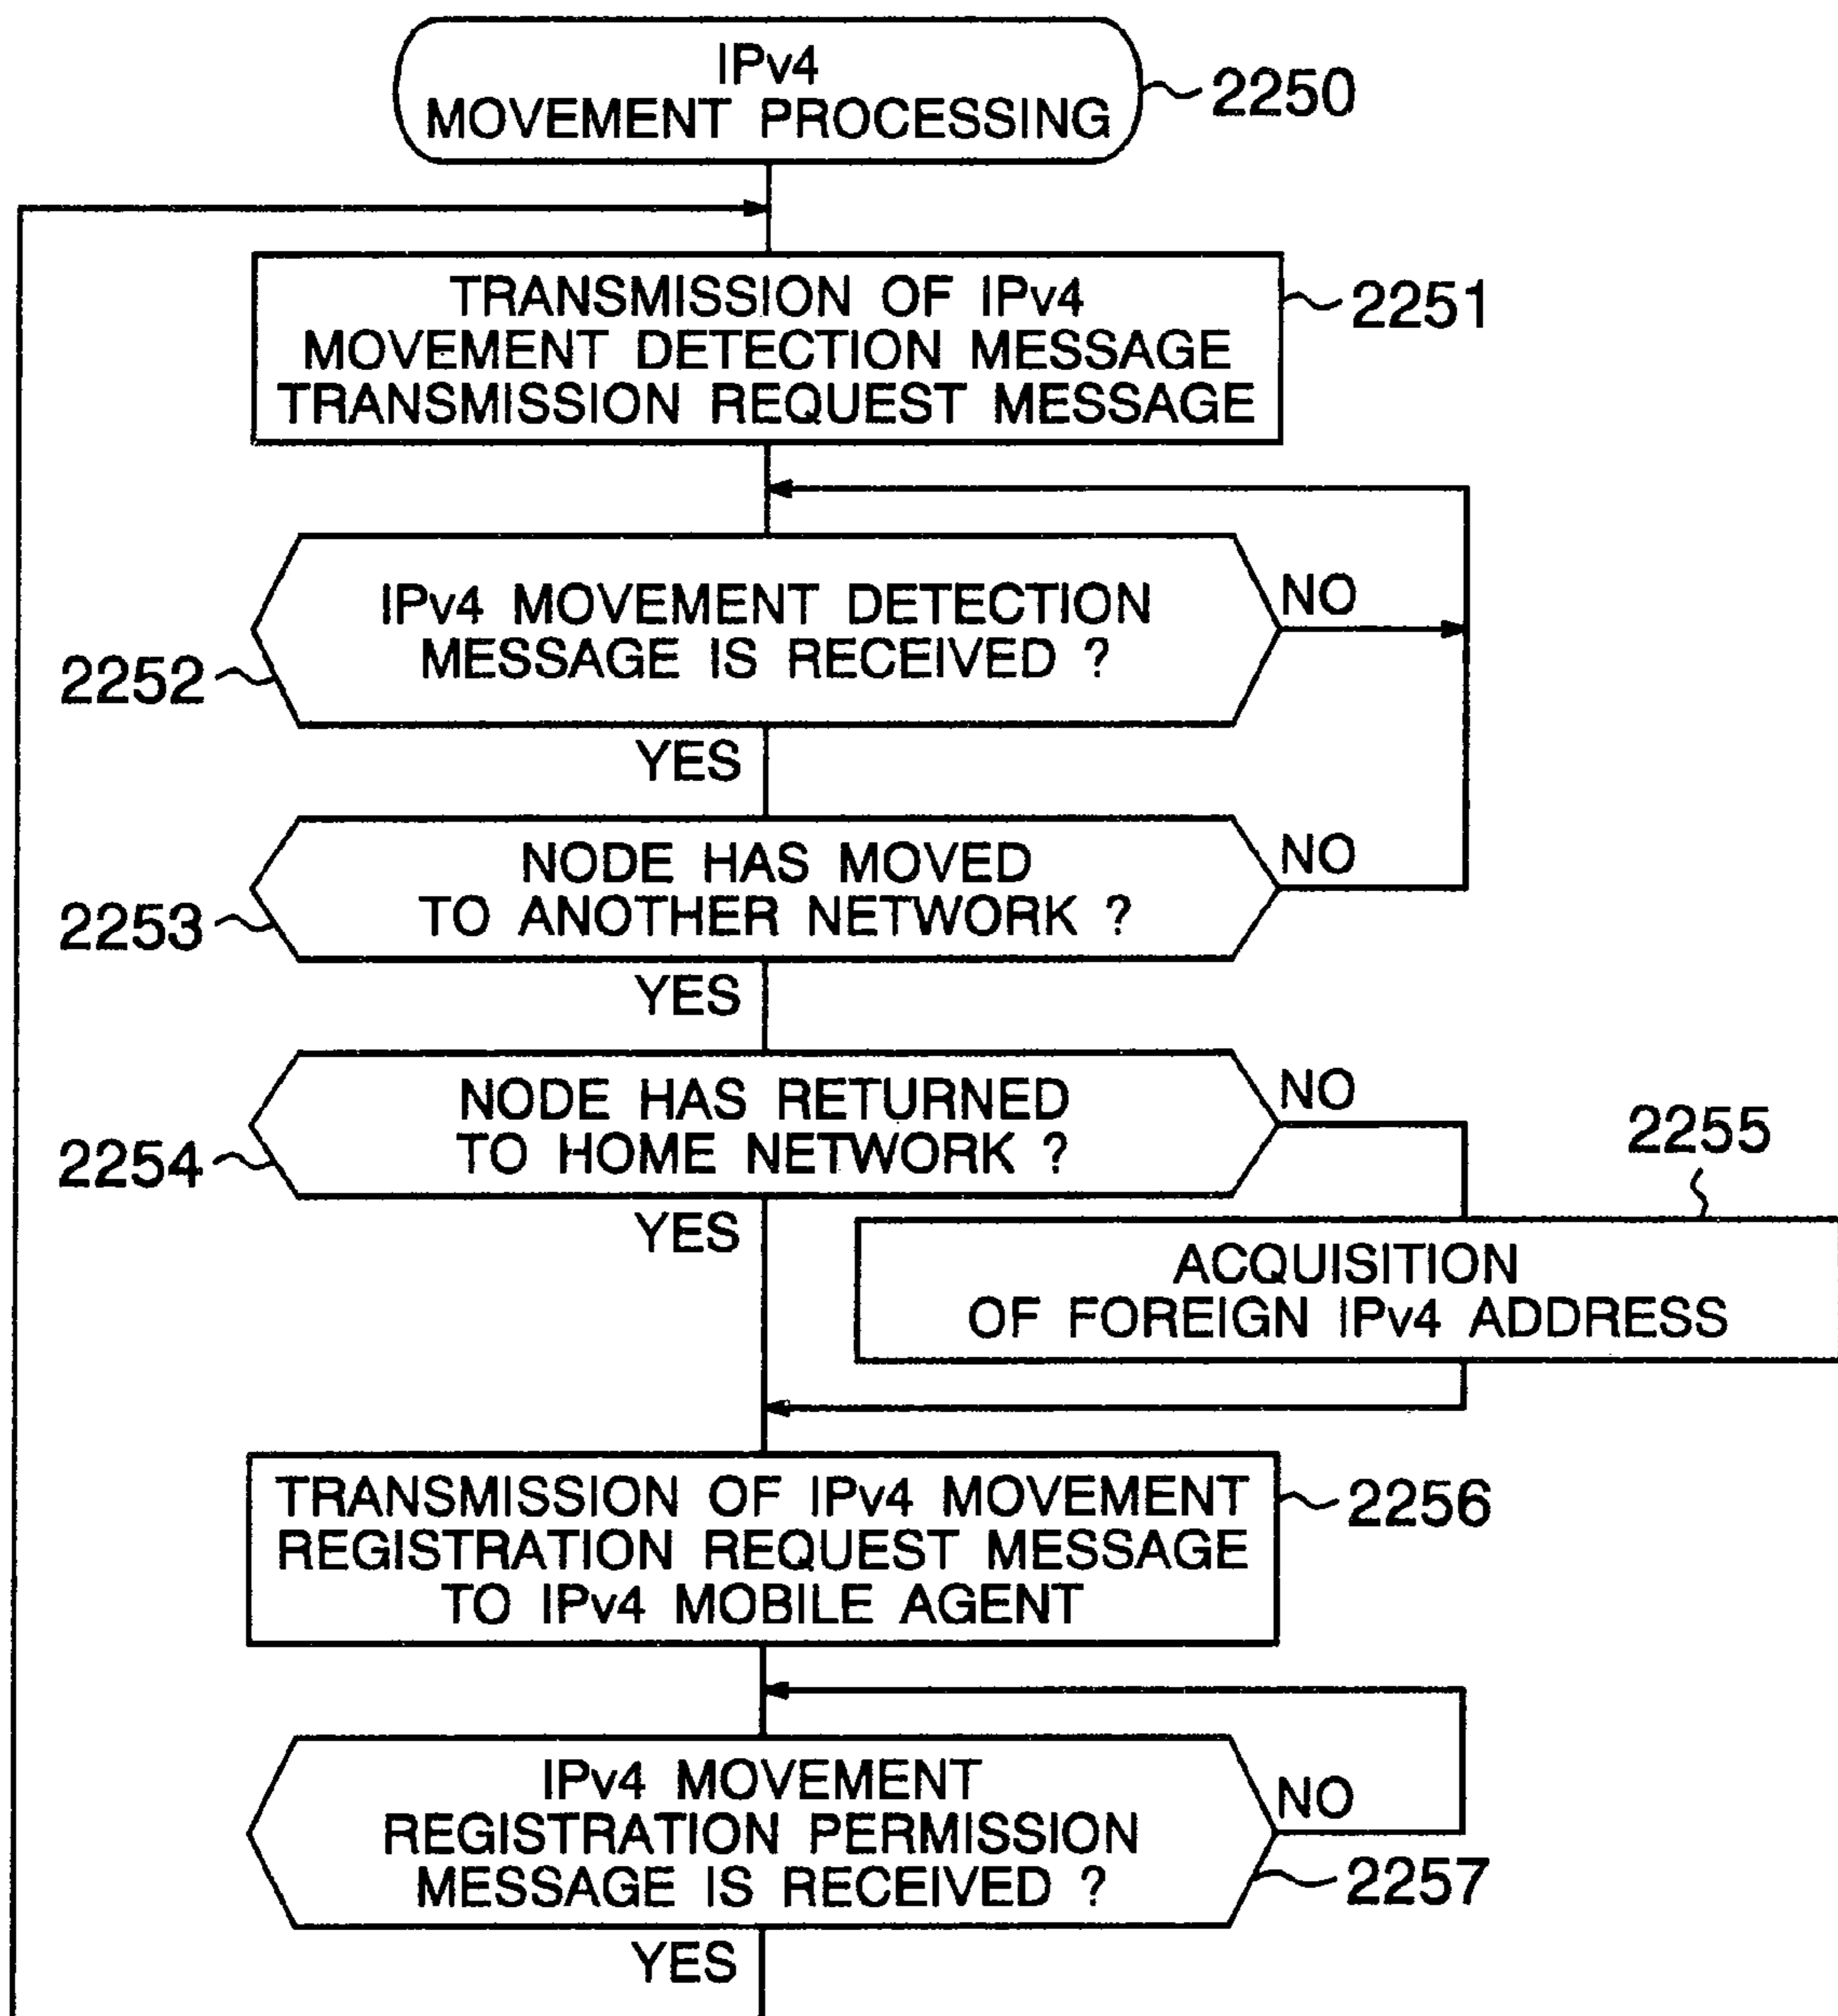 IPv4
MOVEMENT PROCESSING
2250
TRANSMISSION OF IPv4
MOVEMENT DETECTION MESSAGE
TRANSMISSION REQUEST MESSAGE
2251
IPv4 MOVEMENT DETECTION
MESSAGE IS RECEIVED ?
NO
2252
YES
NODE HAS MOVED
TO ANOTHER NETWORK ?
NO
2253
YES
NODE HAS RETURNED
TO HOME NETWORK ?
NO
2254
YES
2255
ACQUISITION
OF FOREIGN IPv4 ADDRESS
TRANSMISSION OF IPv4 MOVEMENT
REGISTRATION REQUEST MESSAGE
TO IPv4 MOBILE AGENT
2256
IPv4 MOVEMENT
REGISTRATION PERMISSION
MESSAGE IS RECEIVED ?
NO
2257
YES